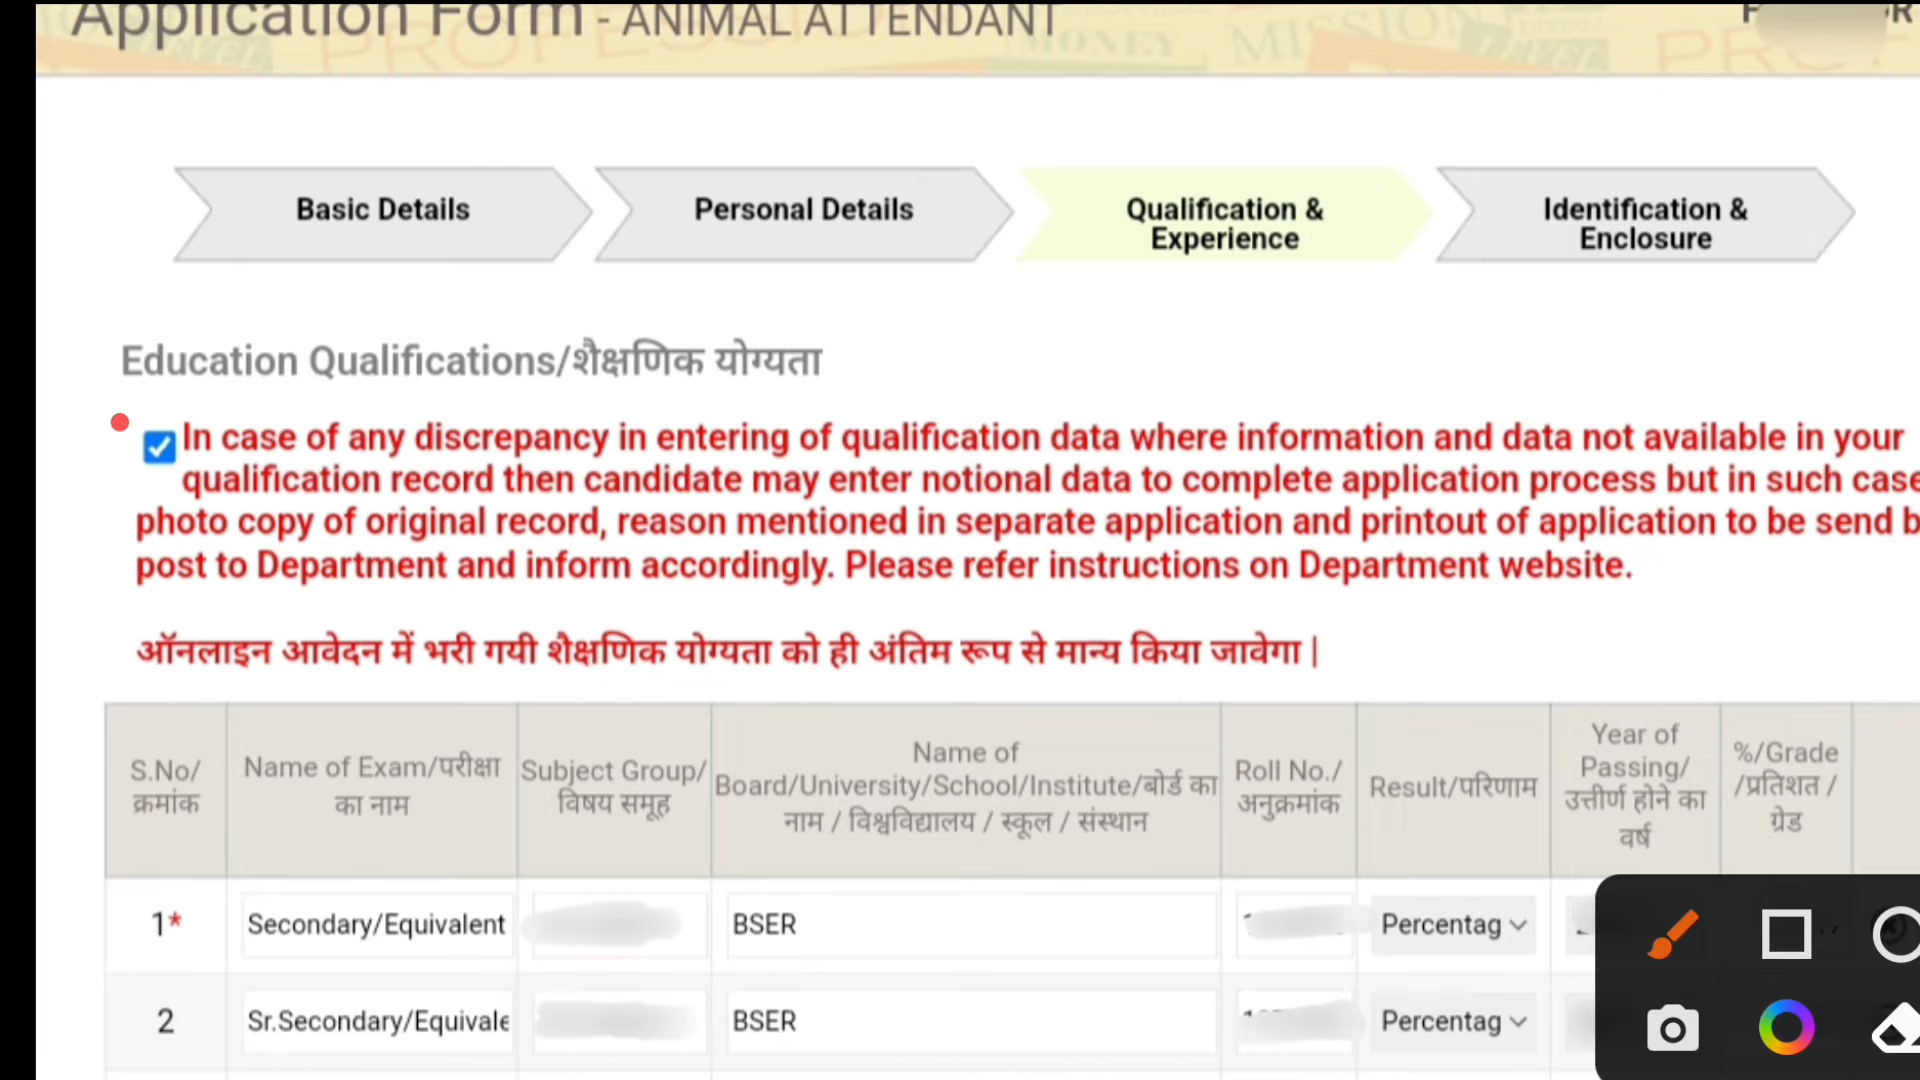 Application Form - ANIMAL ATTENDANT
Basic Details
Personal Details
Qualification &
Experience
Identification &
Enclosure
Education Qualifications/शैक्षणिक योग्यता
In case of any discrepancy in entering of qualification data where information and data not available in your
qualification record then candidate may enter notional data to complete application process but in such case
photo copy of original record, reason mentioned in separate application and printout of application to be send b
post to Department and inform accordingly. Please refer instructions on Department website.
ऑनलाइन आवेदन में भरी गयी शैक्षणिक योग्यता को ही अंतिम रूप से मान्य किया जावेगा |
S.No/
क्रमांक
Name of Exam/परीक्षा
का नाम
Subject Group/
विषय समूह
Name of
Board/University/School/Institute/बोर्ड का
नाम / विश्वविद्यालय / स्कूल / संस्थान
Roll No./
अनुक्रमांक
Result/परिणाम
Year of
Passing/
उत्तीर्ण होने का
वर्ष
%/Grade
/प्रतिशत /
ग्रेड
1* Secondary/Equivalent BSER Percentag
2 Sr.Secondary/Equivale BSER Percentag